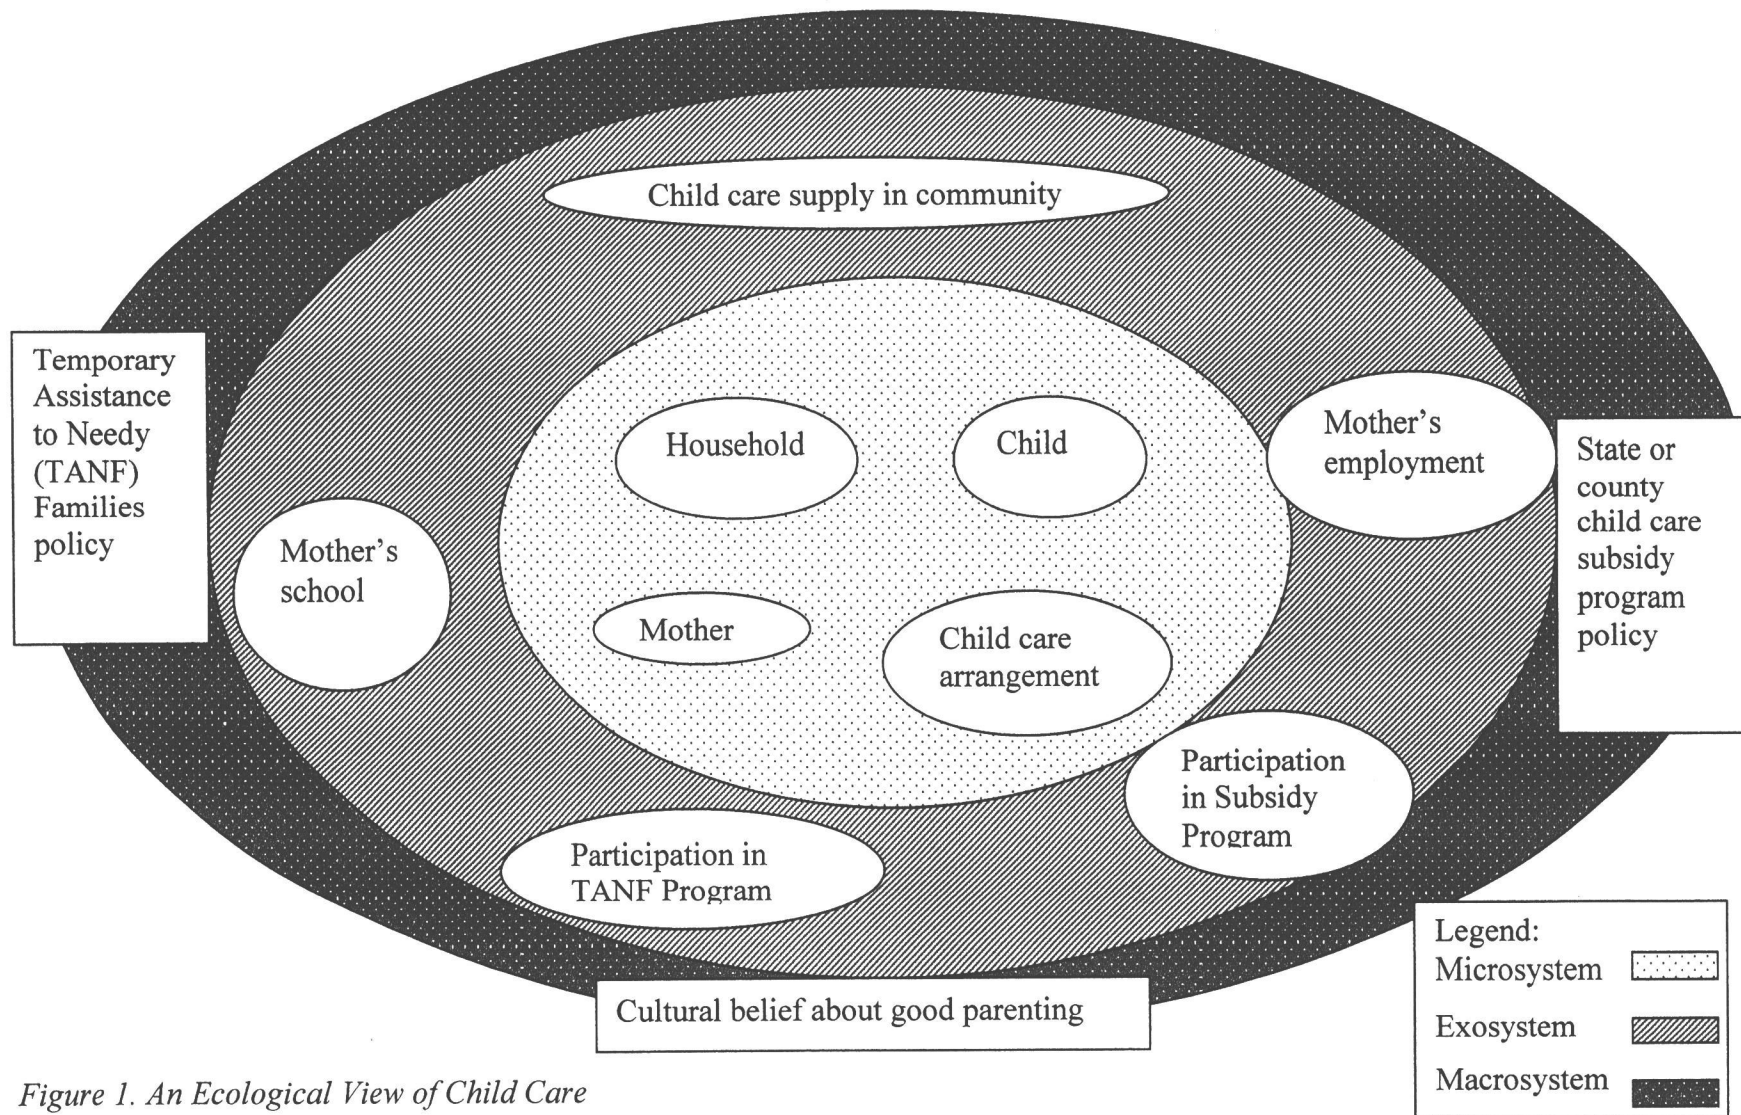 Child care supply in community
Temporary
Assistance
to Needy
(TANF)
Families
policy
Household
Child
Mother's
employment
State or
county
child care
subsidy
program
policy
Mother's
school
Mother
Child care
arrangement
Participation
in Subsidy
Program
Participation in
TANF Program
Cultural belief about good parenting
Legend:
Microsystem
Exosystem
Macrosystem
Figure 1. An Ecological View of Child Care